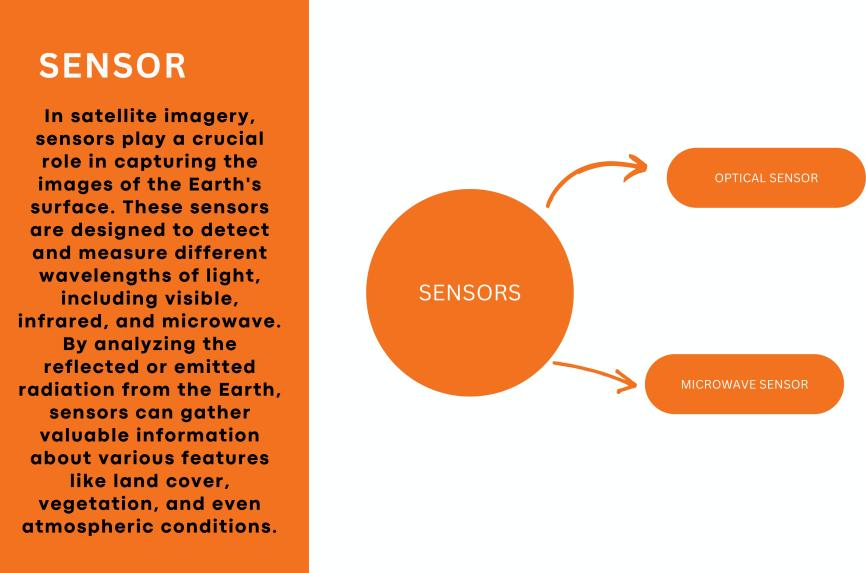 SENSOR
In satellite imagery,
sensors play a crucial
role in capturing the
images of the Earth's
surface. These sensors
are designed to detect
and measure different
wavelengths of light,
including visible,
infrared, and microwave.
By analyzing the
reflected or emitted
radiation from the Earth,
sensors can gather
valuable information
about various features
like land cover,
vegetation, and even
atmospheric conditions.
SENSORS
OPTICAL SENSOR
MICROWAVE SENSOR